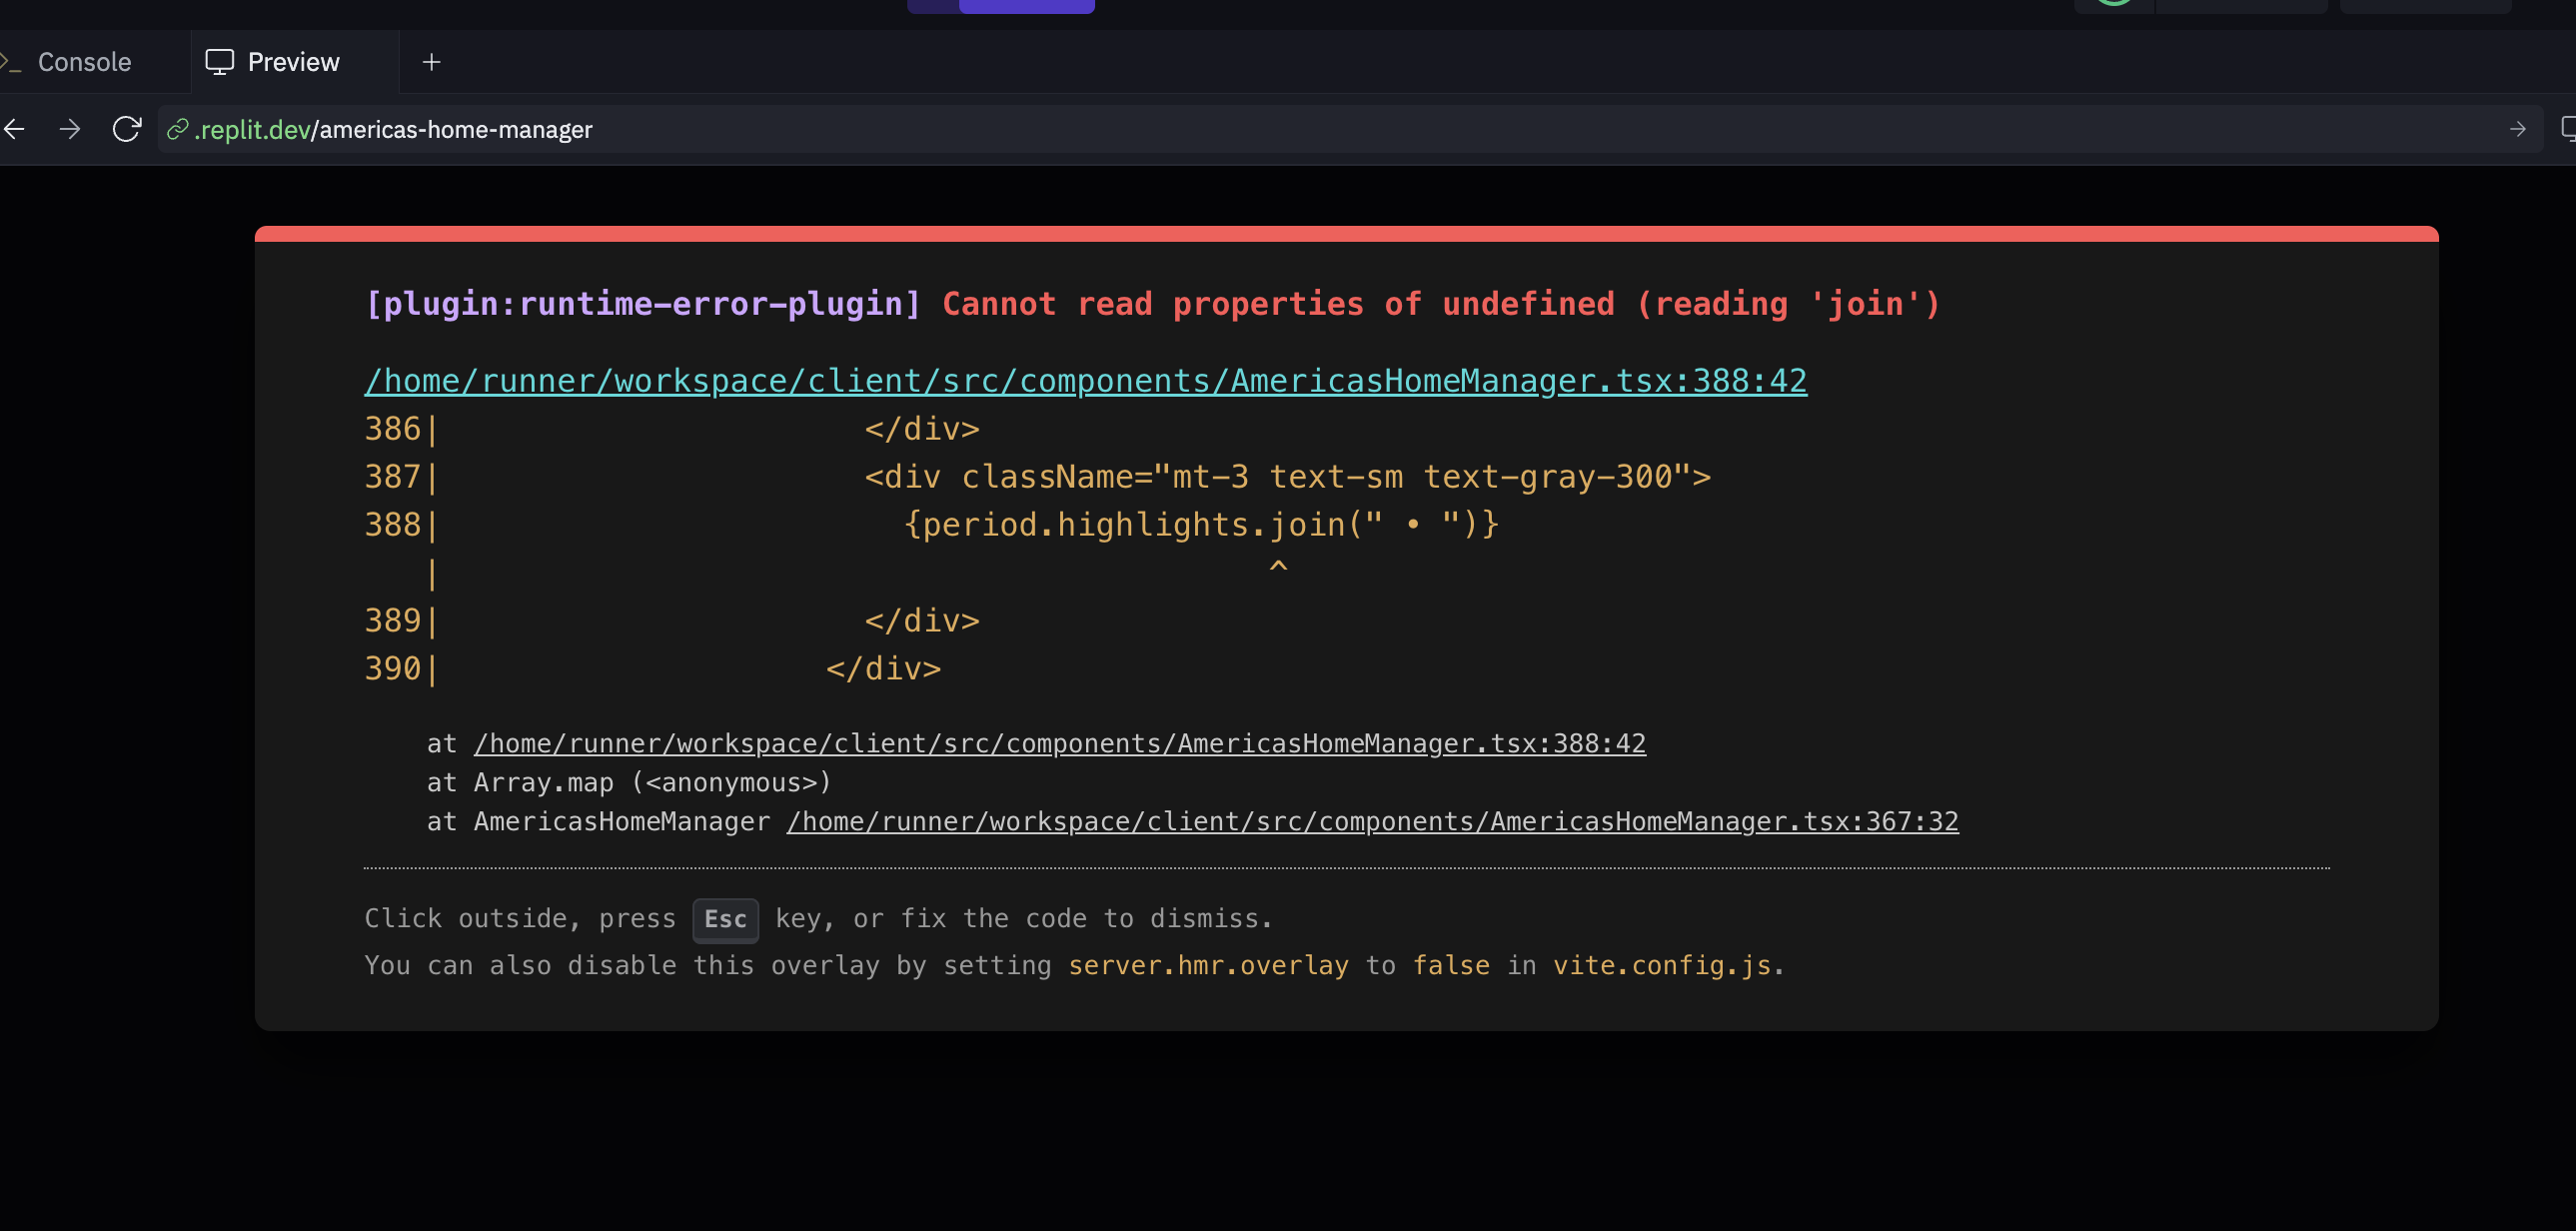 Console
Preview
.replit.dev/americas-home-manager
[plugin:runtime-error-plugin] Cannot read properties of undefined (reading 'join')
/home/runner/workspace/client/src/components/AmericasHomeManager.tsx:388:42
386|                      </div>
387|                      <div className="mt-3 text-sm text-gray-300">
388|                        {period.highlights.join(" • ")}
   |                                           ^
389|                      </div>
390|                    </div>
at /home/runner/workspace/client/src/components/AmericasHomeManager.tsx:388:42
at Array.map (<anonymous>)
at AmericasHomeManager /home/runner/workspace/client/src/components/AmericasHomeManager.tsx:367:32
Click outside, press Esc key, or fix the code to dismiss.
You can also disable this overlay by setting server.hmr.overlay to false in vite.config.js.